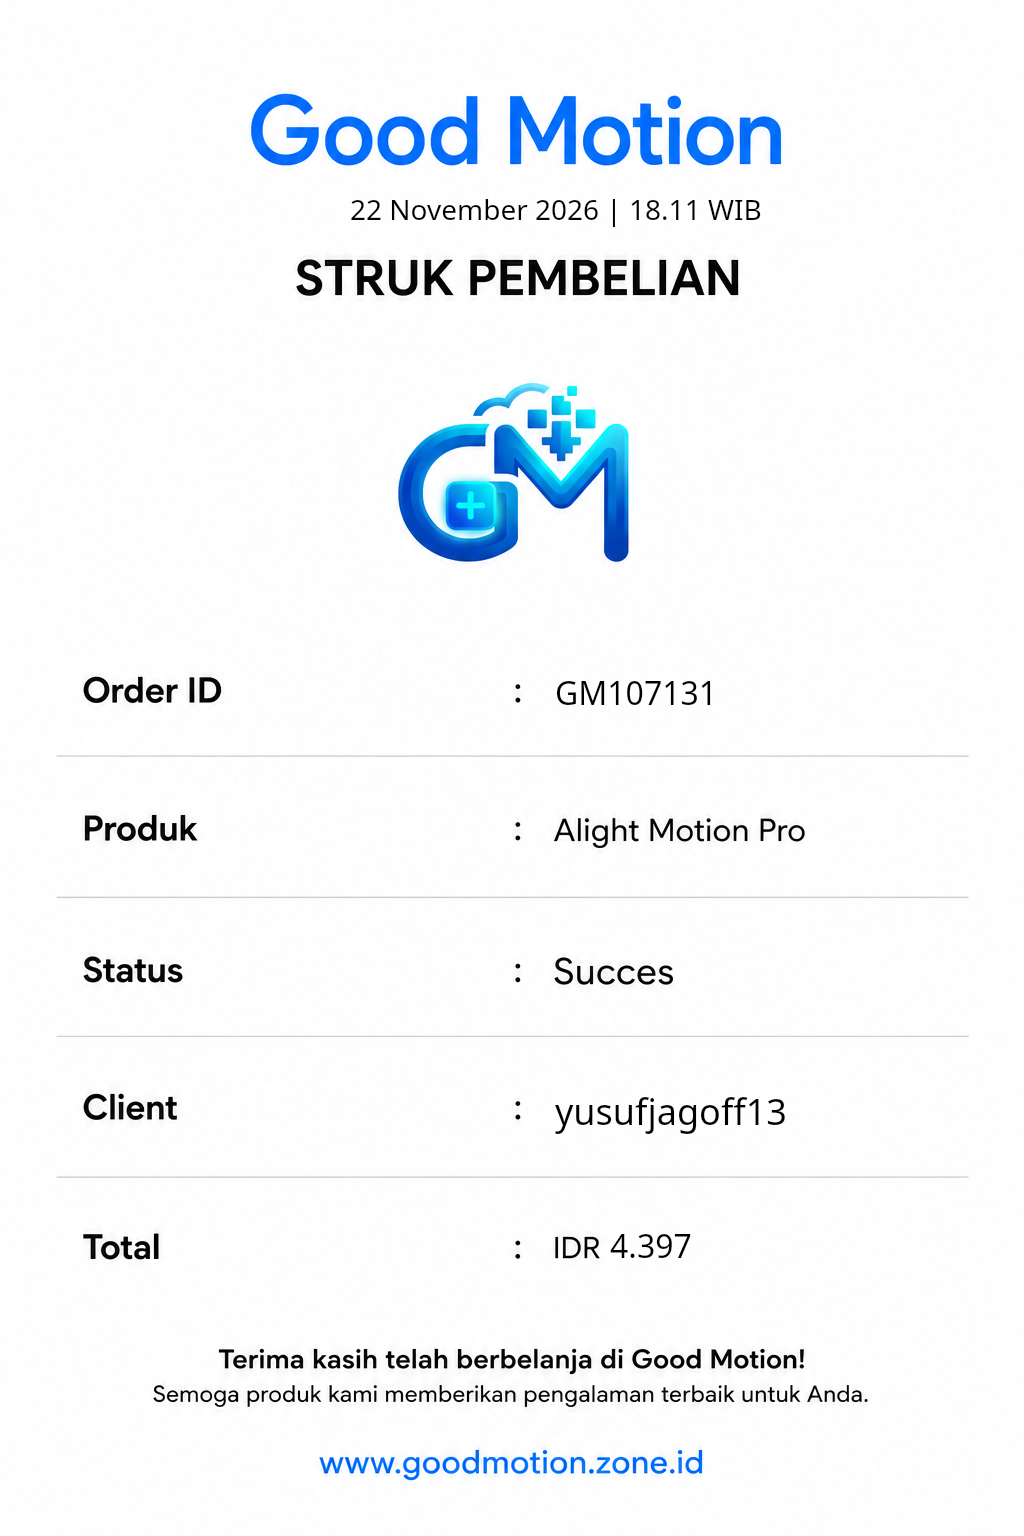 Good Motion
22 November 2026 | 18.11 WIB
STRUK PEMBELIAN
GM
Order ID : GM107131
Produk : Alight Motion Pro
Status : Succes
Client : yusufjagoff13
Total : IDR 4.397
Terima kasih telah berbelanja di Good Motion!
Semoga produk kami memberikan pengalaman terbaik untuk Anda.
www.goodmotion.zone.id